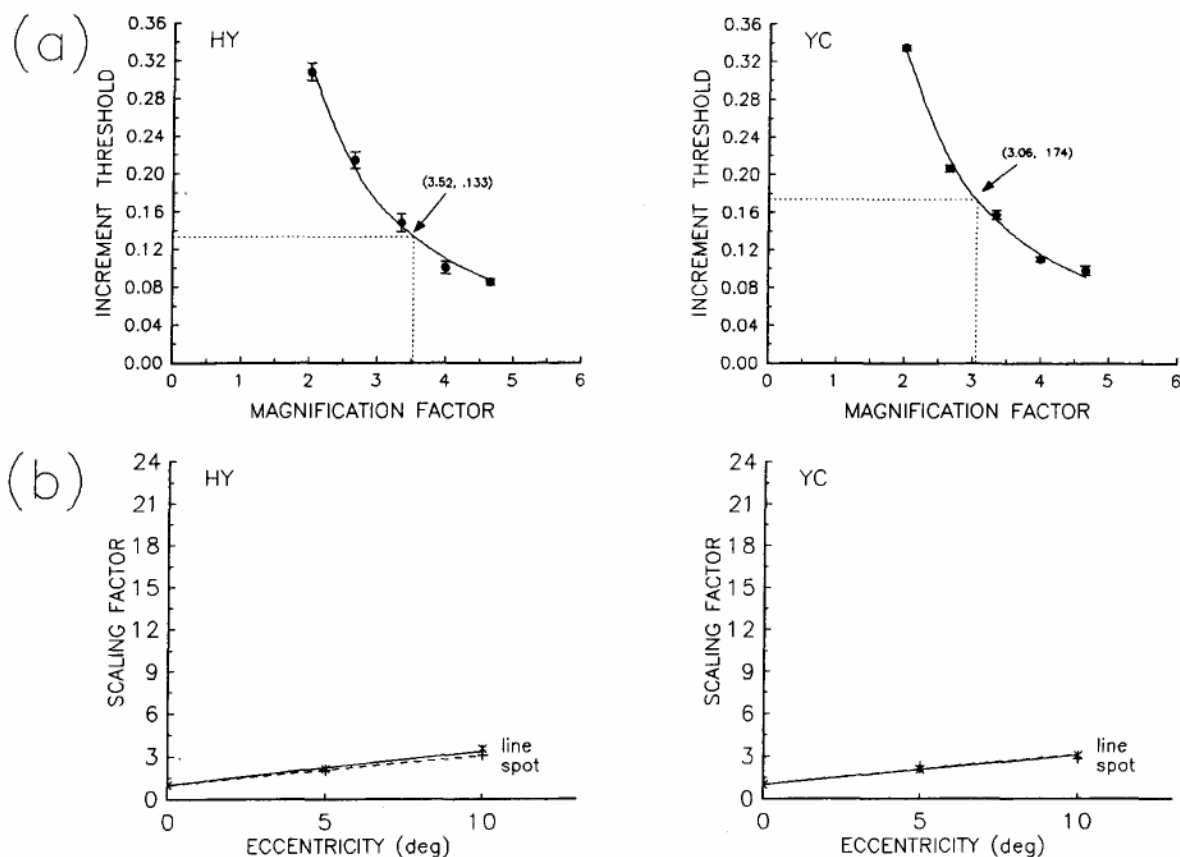 (a)
HY
INCREMENT THRESHOLD
0.36
0.32
0.28
0.24
0.20
0.16
0.12
0.08
0.04
0.00
(3.52, .133)
0 1 2 3 4 5 6
MAGNIFICATION FACTOR
YC
INCREMENT THRESHOLD
0.36
0.32
0.28
0.24
0.20
0.16
0.12
0.08
0.04
0.00
(3.06, .174)
0 1 2 3 4 5 6
MAGNIFICATION FACTOR
(b)
HY
SCALING FACTOR
24
21
18
15
12
9
6
3
0
line
spot
0 5 10
ECCENTRICITY (deg)
YC
SCALING FACTOR
24
21
18
15
12
9
6
3
0
line
spot
0 5 10
ECCENTRICITY (deg)